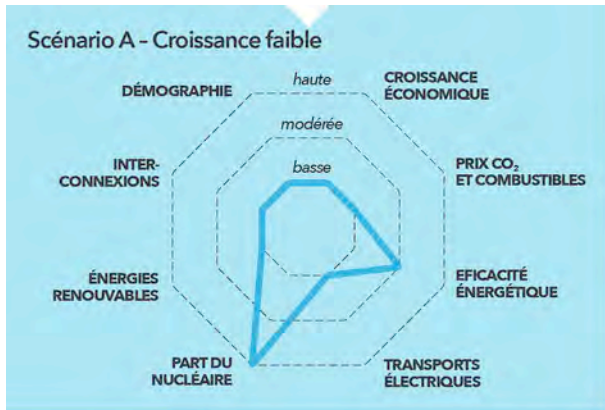 Scénario A – Croissance faible
DÉMOGRAPHIE
haute
CROISSANCE
ÉCONOMIQUE
modérée
INTER-
CONNEXIONS
basse
PRIX CO₂
ET COMBUSTIBLES
ÉNERGIES
RENOUVABLES
EFICACITÉ
ÉNERGÉTIQUE
PART DU
NUCLÉAIRE
TRANSPORTS
ÉLECTRIQUES